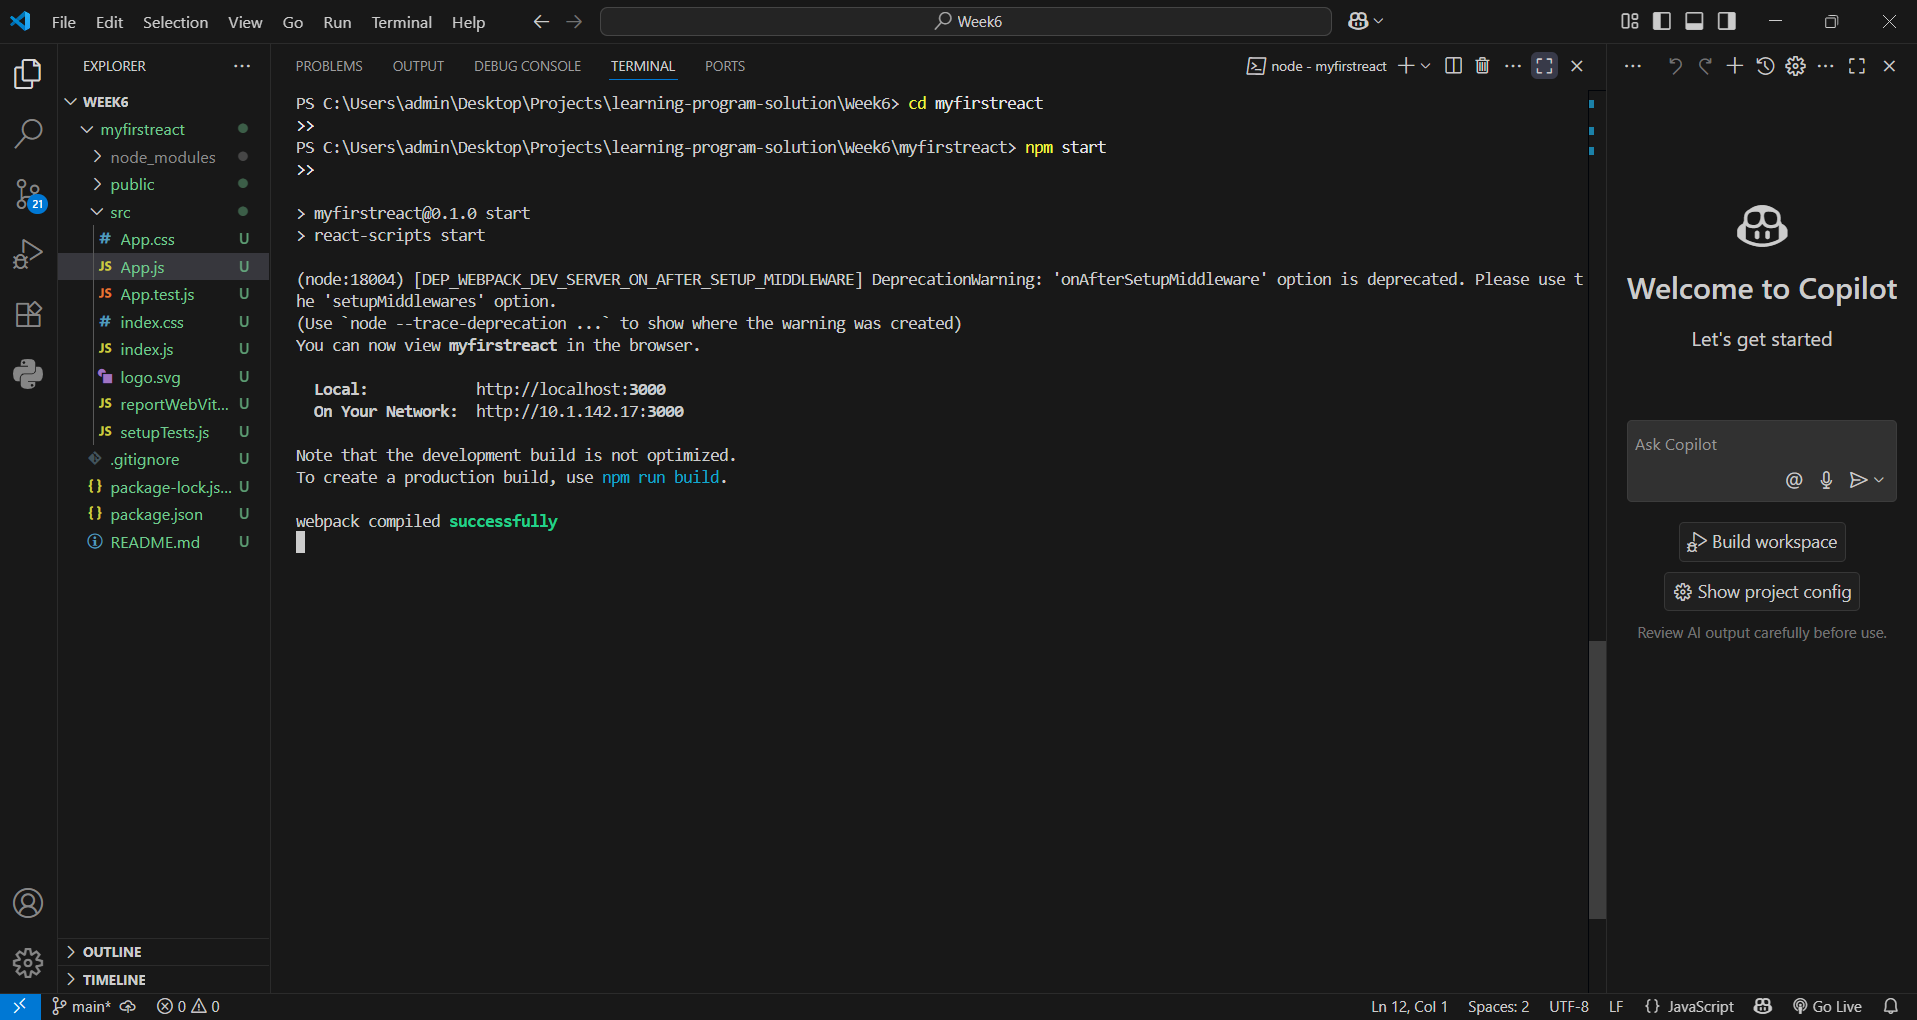 File Edit Selection View Go Run Terminal Help
Week6
EXPLORER
WEEK6
myfirstreact
node_modules
public
src
# App.css U
JS App.js U
JS App.test.js U
# index.css U
JS index.js U
logo.svg U
JS reportWebVit... U
JS setupTests.js U
.gitignore U
{} package-lock.js... U
{} package.json U
README.md U
OUTLINE
TIMELINE
21
PROBLEMS OUTPUT DEBUG CONSOLE TERMINAL PORTS
node - myfirstreact
PS C:\Users\admin\Desktop\Projects\learning-program-solution\Week6> cd myfirstreact
>>
PS C:\Users\admin\Desktop\Projects\learning-program-solution\Week6\myfirstreact> npm start
>>
> myfirstreact@0.1.0 start
> react-scripts start
(node:18004) [DEP_WEBPACK_DEV_SERVER_ON_AFTER_SETUP_MIDDLEWARE] DeprecationWarning: 'onAfterSetupMiddleware' option is deprecated. Please use t
he 'setupMiddlewares' option.
(Use `node --trace-deprecation ...` to show where the warning was created)
You can now view myfirstreact in the browser.
Local: http://localhost:3000
On Your Network: http://10.1.142.17:3000
Note that the development build is not optimized.
To create a production build, use npm run build.
webpack compiled successfully
Welcome to Copilot
Let's get started
Ask Copilot
@
Build workspace
Show project config
Review AI output carefully before use.
main* 0 0
Ln 12, Col 1 Spaces: 2 UTF-8 LF {} JavaScript Go Live